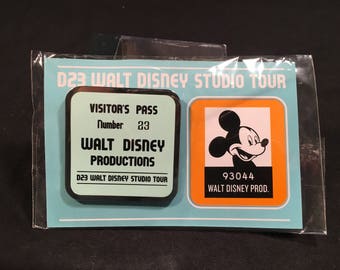 D23 WALT DISNEY STUDIO TOUR
VISITOR'S PASS
Number 23
WALT DISNEY
PRODUCTIONS
D23 WALT DISNEY STUDIO TOUR
93044
WALT DISNEY PROD.